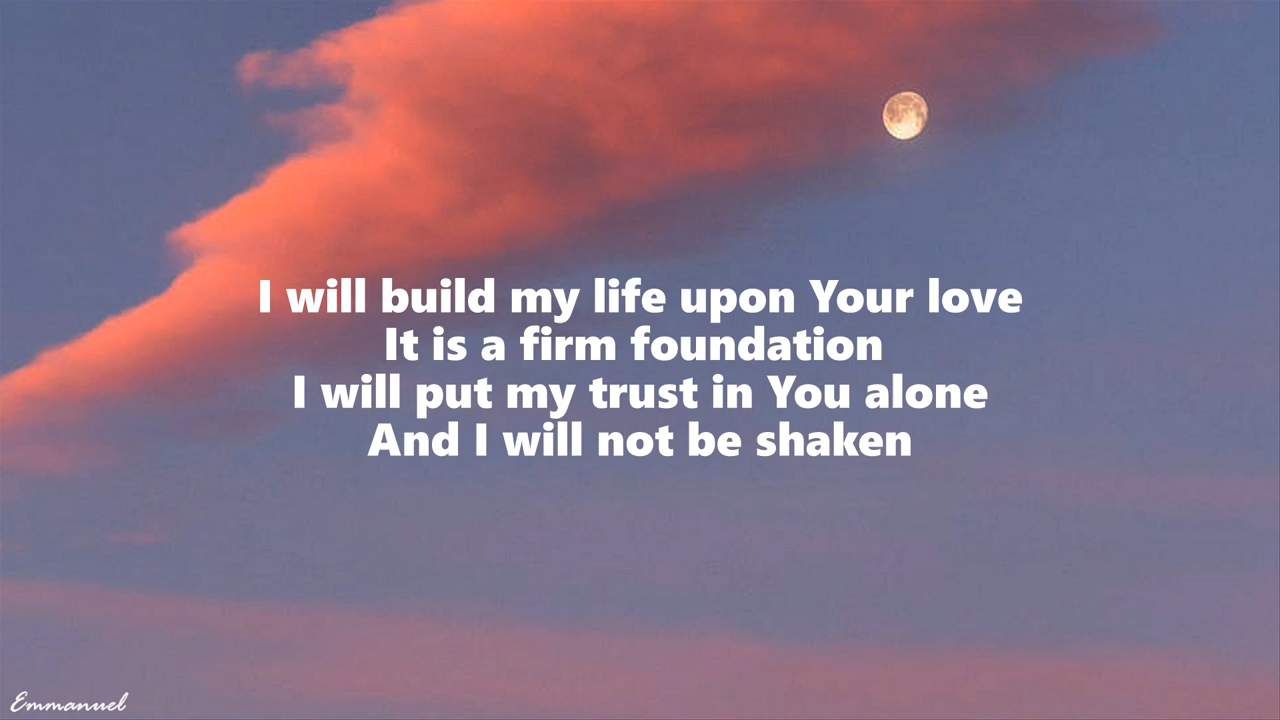 I will build my life upon Your love
It is a firm foundation
I will put my trust in You alone
And I will not be shaken
Emmanuel